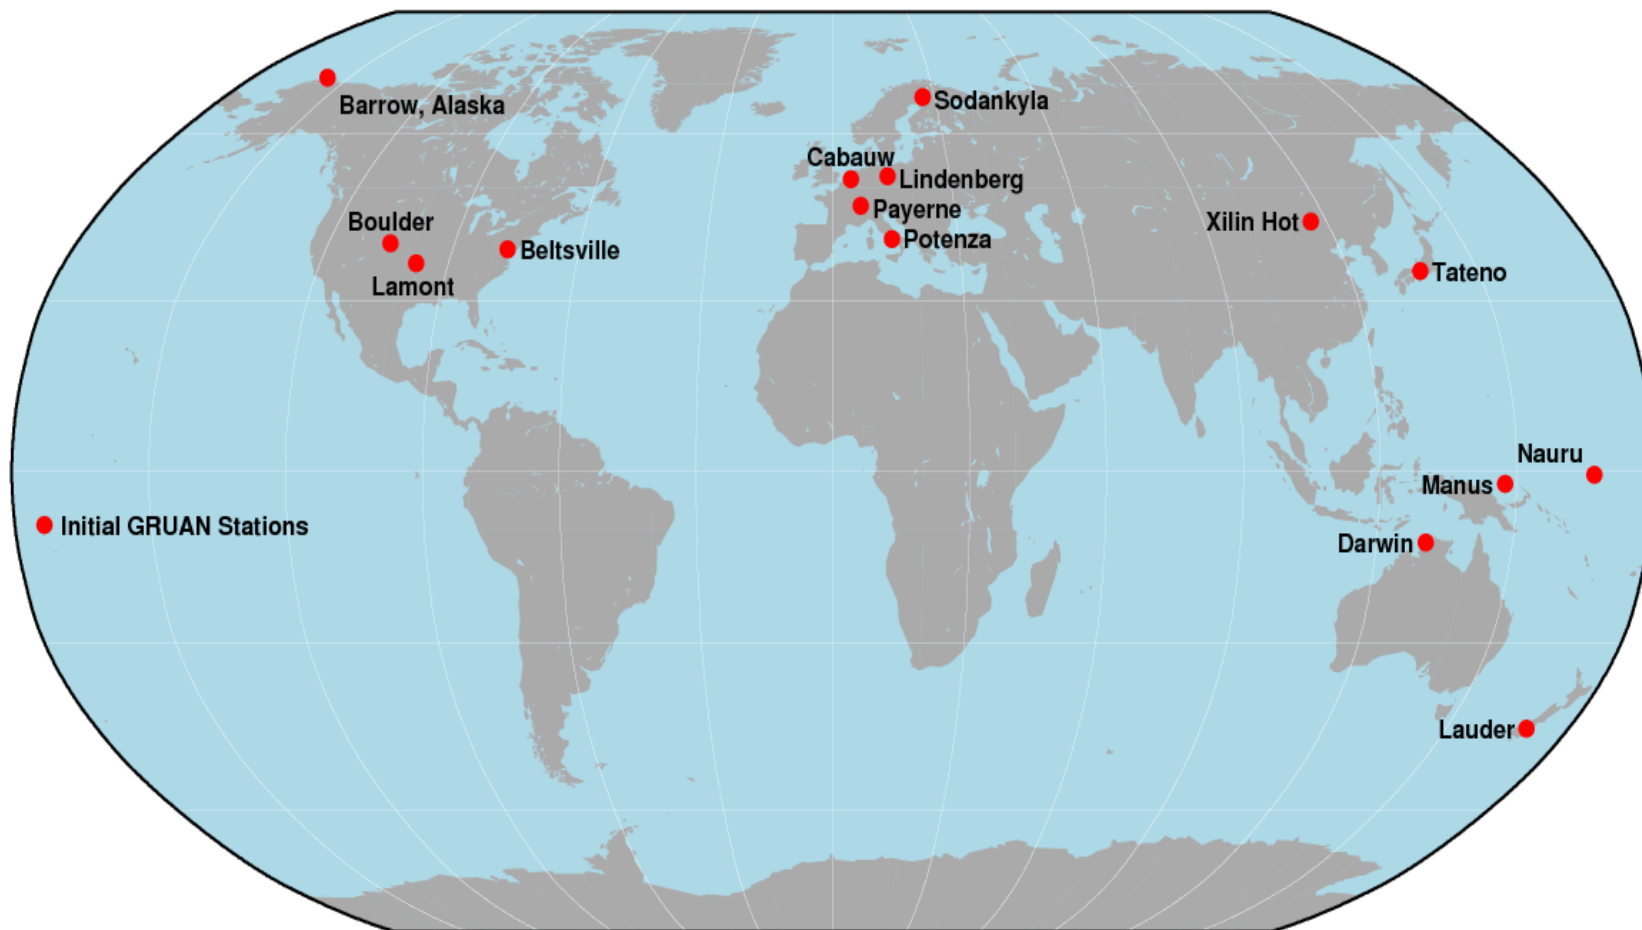 Barrow, Alaska
Sodankyla
Cabauw
Lindenberg
Payerne
Boulder
Xilin Hot
Potenza
Beltsville
Tateno
Lamont
Nauru
Manus
Initial GRUAN Stations
Darwin
Lauder